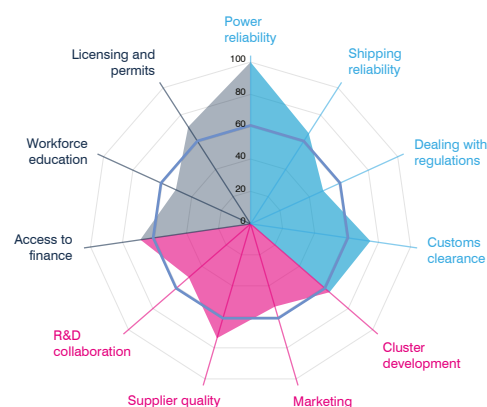 Power
reliability
Licensing and
permits
Shipping
reliability
100
80
60
40
20
0
Workforce
education
Dealing with
regulations
Access to
finance
Customs
clearance
R&D
collaboration
Cluster
development
Supplier quality
Marketing